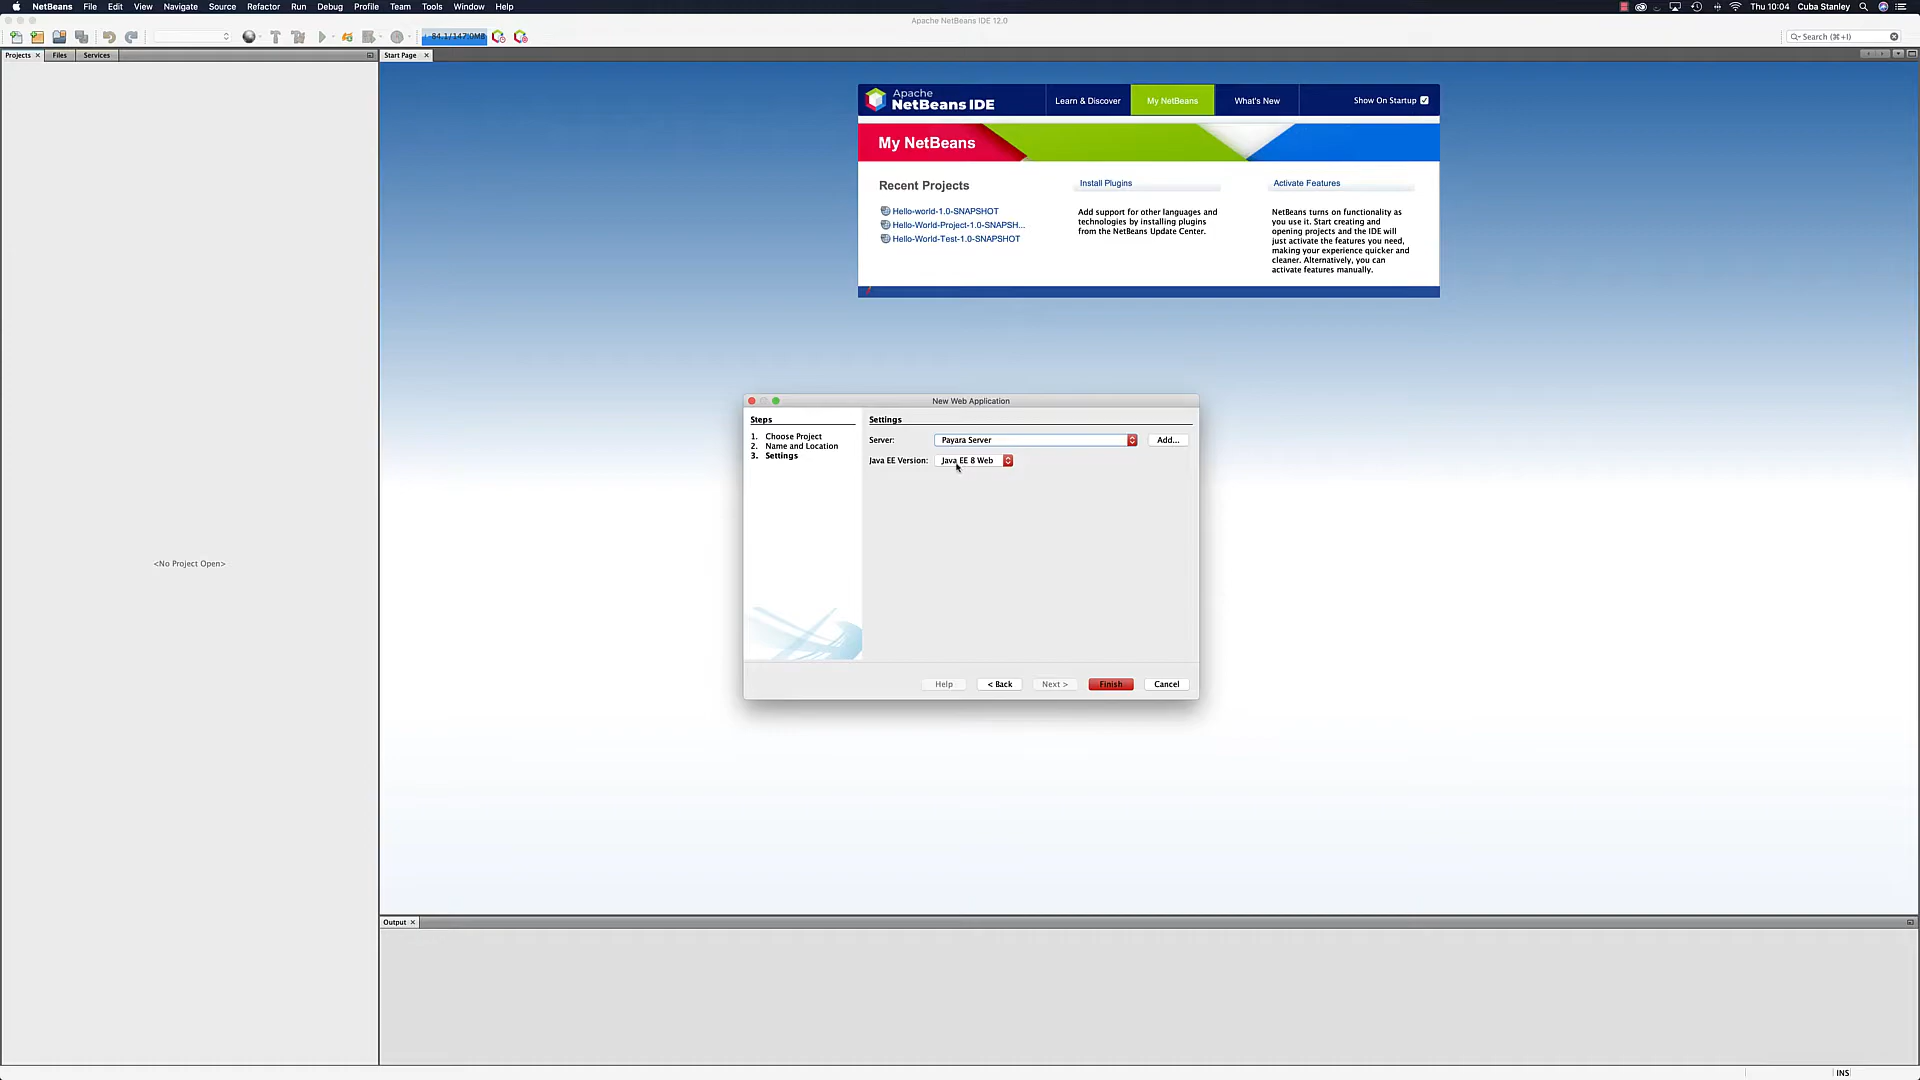 NetBeans File Edit View Navigate Source Refactor Run Debug Profile Team Tools Window Help Thu 10:04 Cuba Stanley
Apache NetBeans IDE 12.0
84.1/147.0MB
Search (⌘+I)
Projects Files Services
Start Page
Apache
NetBeans IDE
Learn & Discover
My NetBeans
What's New
Show On Startup
My NetBeans
Recent Projects
Hello-world-1.0-SNAPSHOT
Hello-World-Project-1.0-SNAPSH...
Hello-World-Test-1.0-SNAPSHOT
Install Plugins
Add support for other languages and
technologies by installing plugins
from the NetBeans Update Center.
Activate Features
NetBeans turns on functionality as
you use it. Start creating and
opening projects and the IDE will
just activate the features you need,
making your experience quicker and
cleaner. Alternatively, you can
activate features manually.
<No Project Open>
New Web Application
Steps
1. Choose Project
2. Name and Location
3. Settings
Settings
Server: Payara Server Add...
Java EE Version: Java EE 8 Web
Help < Back Next > Finish Cancel
Output
INS